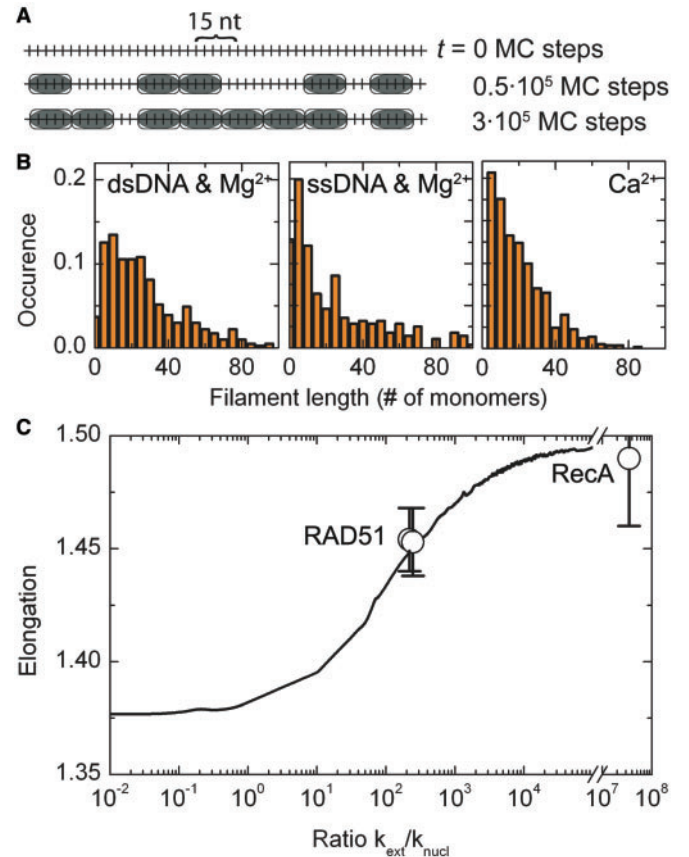 A
15 nt
t = 0 MC steps
0.5·10⁵ MC steps
3·10⁵ MC steps
B
dsDNA & Mg²⁺
ssDNA & Mg²⁺
Ca²⁺
0.2
0.1
0.0
Occurence
0 40 80 0 40 80 0 40 80
Filament length (# of monomers)
C
1.50
1.45
1.40
1.35
Elongation
RAD51
RecA
10⁻² 10⁻¹ 10⁰ 10¹ 10² 10³ 10⁴ 10⁷ 10⁸
Ratio k_ext/k_nucl